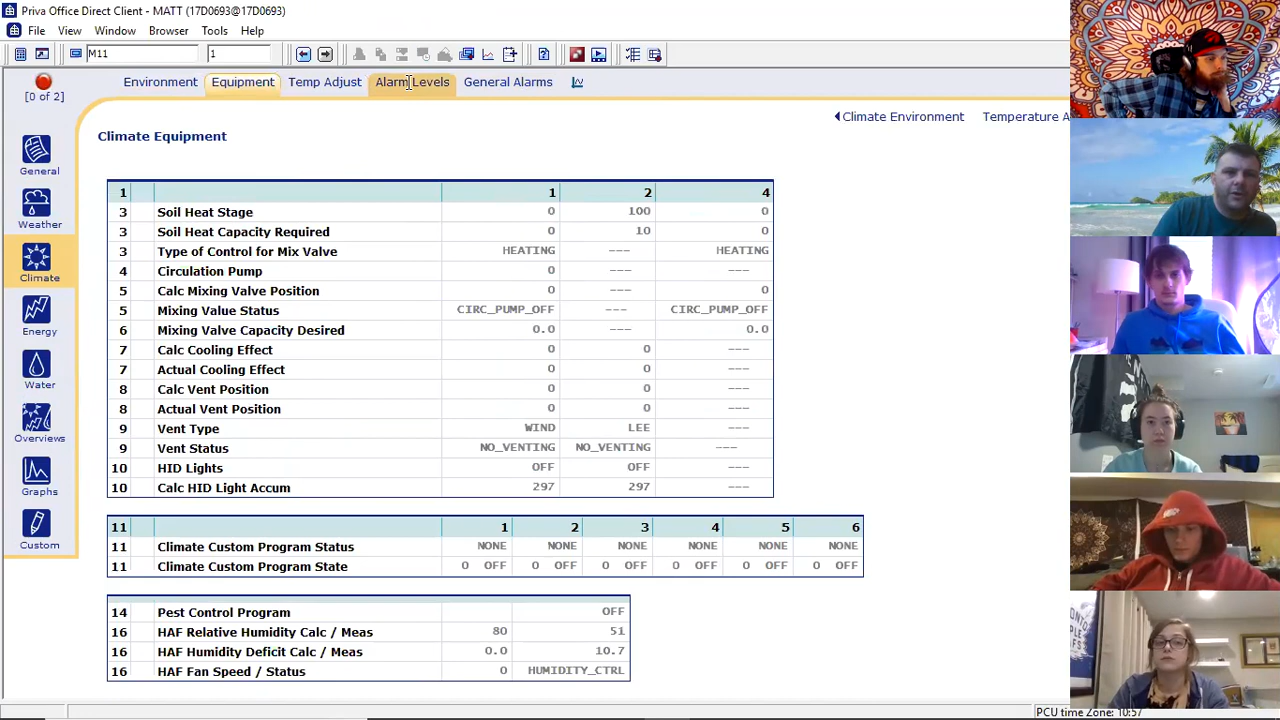 Priva Office Direct Client - MATT (17D0693@17D0693)
File View Window Browser Tools Help
M11 1
[0 of 2] Environment Equipment Temp Adjust Alarm Levels General Alarms
Climate Environment Temperature A
Climate Equipment
General
Weather
Climate
Energy
Water
Overviews
Graphs
Custom
1 1 2 4
3 Soil Heat Stage 0 100 0
3 Soil Heat Capacity Required 0 10 0
3 Type of Control for Mix Valve HEATING --- HEATING
4 Circulation Pump 0 --- ---
5 Calc Mixing Valve Position 0 --- 0
5 Mixing Value Status CIRC_PUMP_OFF --- CIRC_PUMP_OFF
6 Mixing Valve Capacity Desired 0.0 --- 0.0
7 Calc Cooling Effect 0 0 ---
7 Actual Cooling Effect 0 0 ---
8 Calc Vent Position 0 0 ---
8 Actual Vent Position 0 0 ---
9 Vent Type WIND LEE ---
9 Vent Status NO_VENTING NO_VENTING ---
10 HID Lights OFF OFF ---
10 Calc HID Light Accum 297 297 ---
11 1 2 3 4 5 6
11 Climate Custom Program Status NONE NONE NONE NONE NONE NONE
11 Climate Custom Program State 0 OFF 0 OFF 0 OFF 0 OFF 0 OFF 0 OFF
14 Pest Control Program OFF
16 HAF Relative Humidity Calc / Meas 80 51
16 HAF Humidity Deficit Calc / Meas 0.0 10.7
16 HAF Fan Speed / Status 0 HUMIDITY_CTRL
PCU time Zone: 10:57